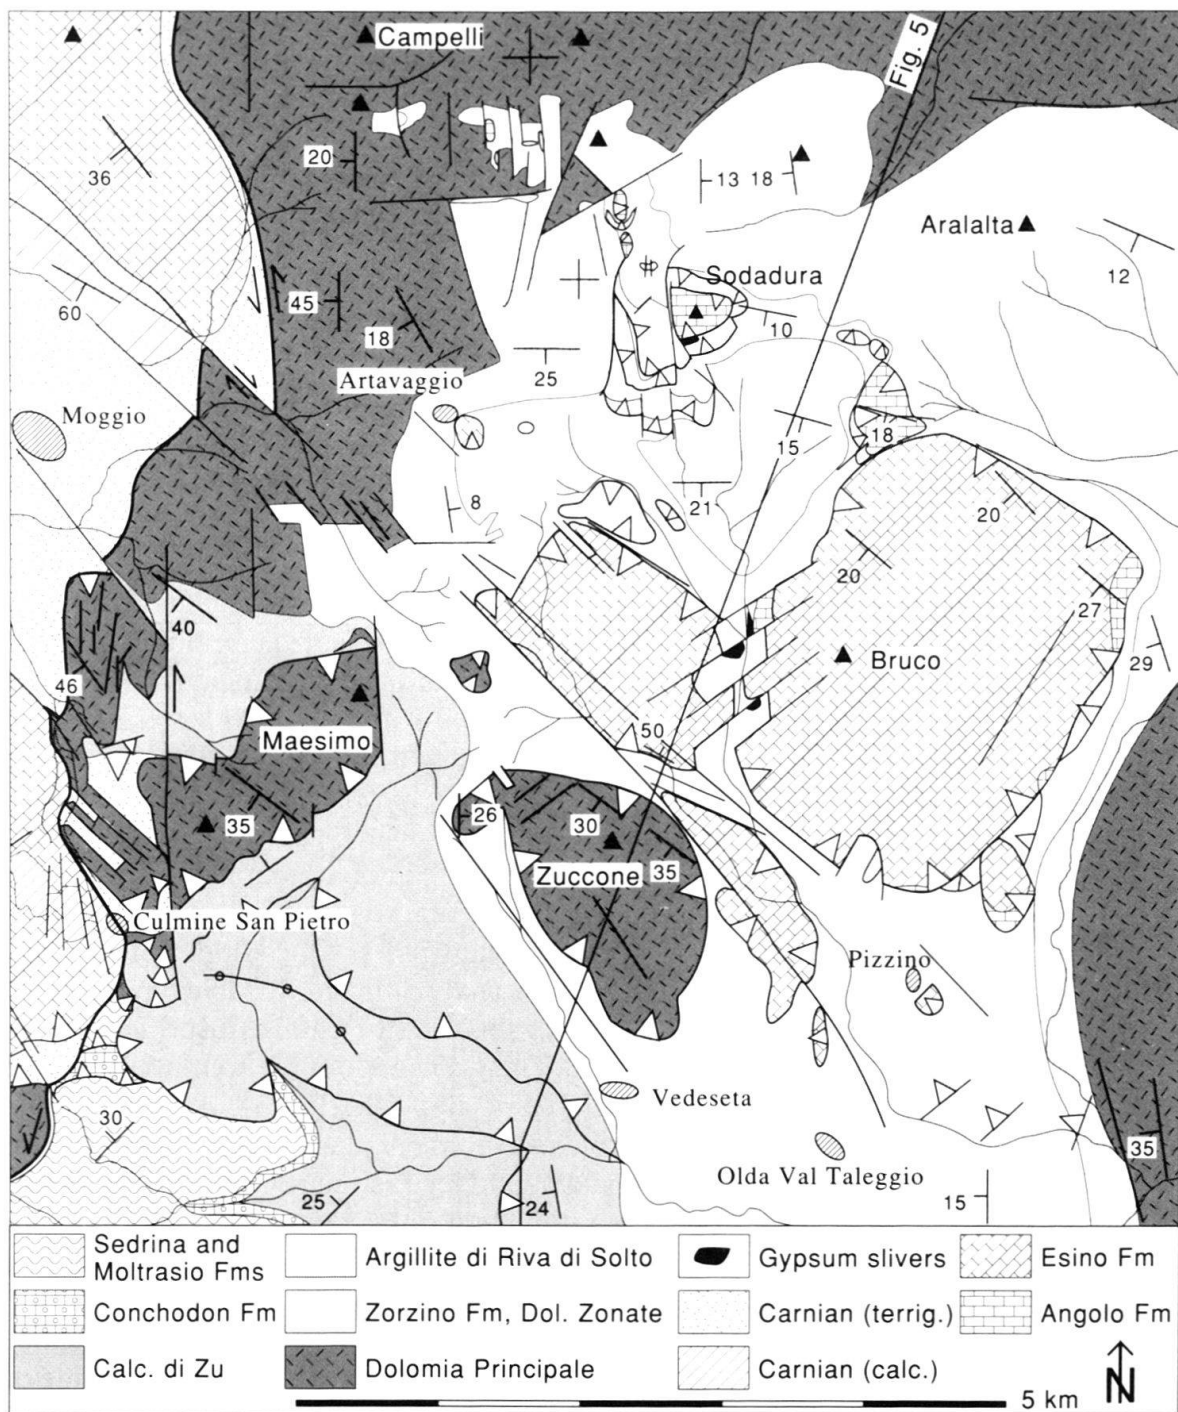 Campelli
Fig. 5
20
13 18
36
Aralalta
Sodadura
12
60
45
18
10
25
Artavaggio
Moggio
15
18
8
21
20
20
27
40
29
Bruco
46
50
Maesimo
26
30
35
Zuccone 35
Culmine San Pietro
Pizzino
Vedeseta
30
Olda Val Taleggio
35
25
24
15
Sedrina and
Moltrasio Fms
Argillite di Riva di Solto
Gypsum slivers
Esino Fm
Conchodon Fm
Zorzino Fm, Dol. Zonate
Carnian (terrig.)
Angolo Fm
Calc. di Zu
Dolomia Principale
Carnian (calc.)
N
5 km